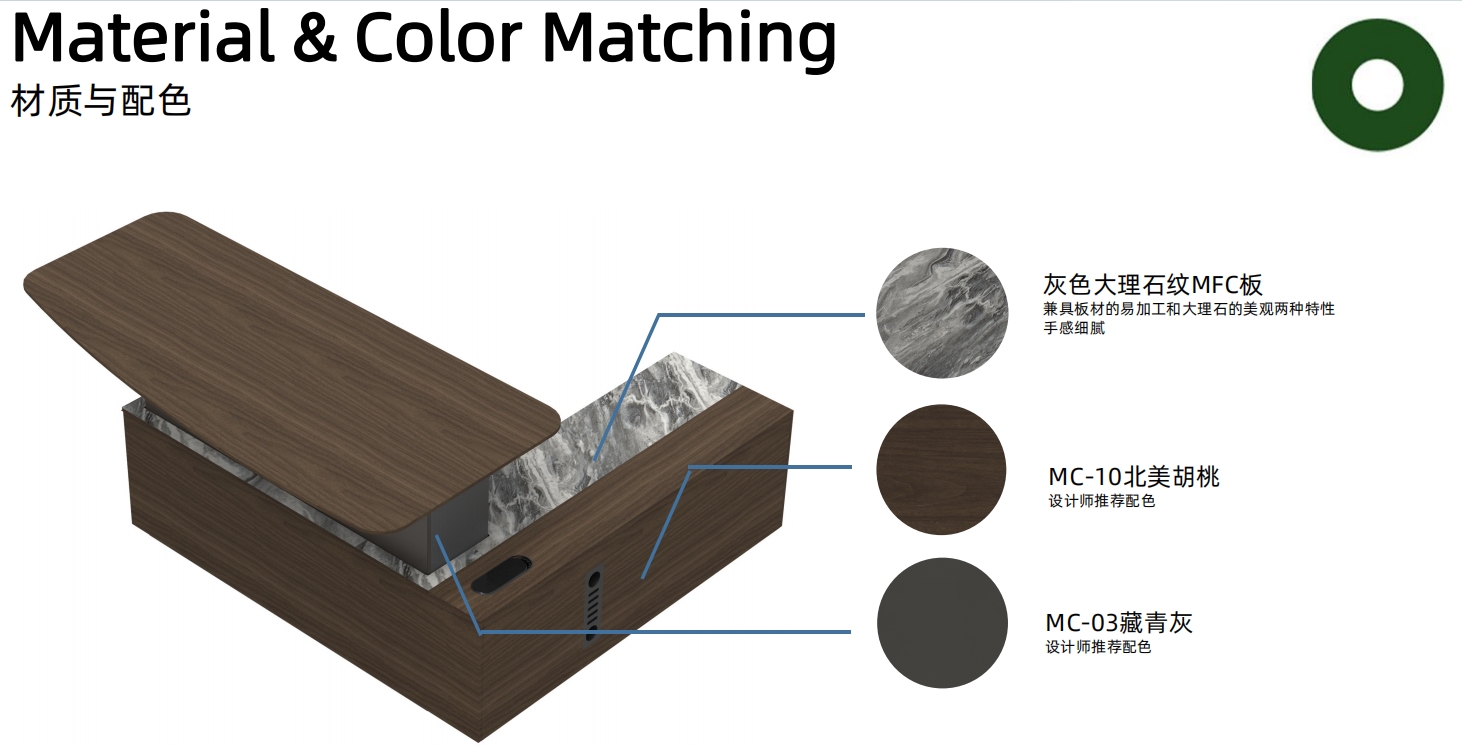 Material & Color Matching
材质与配色
灰色大理石纹MFC板
兼具板材的易加工和大理石的美观两种特性
手感细腻
MC-10北美胡桃
设计师推荐配色
MC-03藏青灰
设计师推荐配色